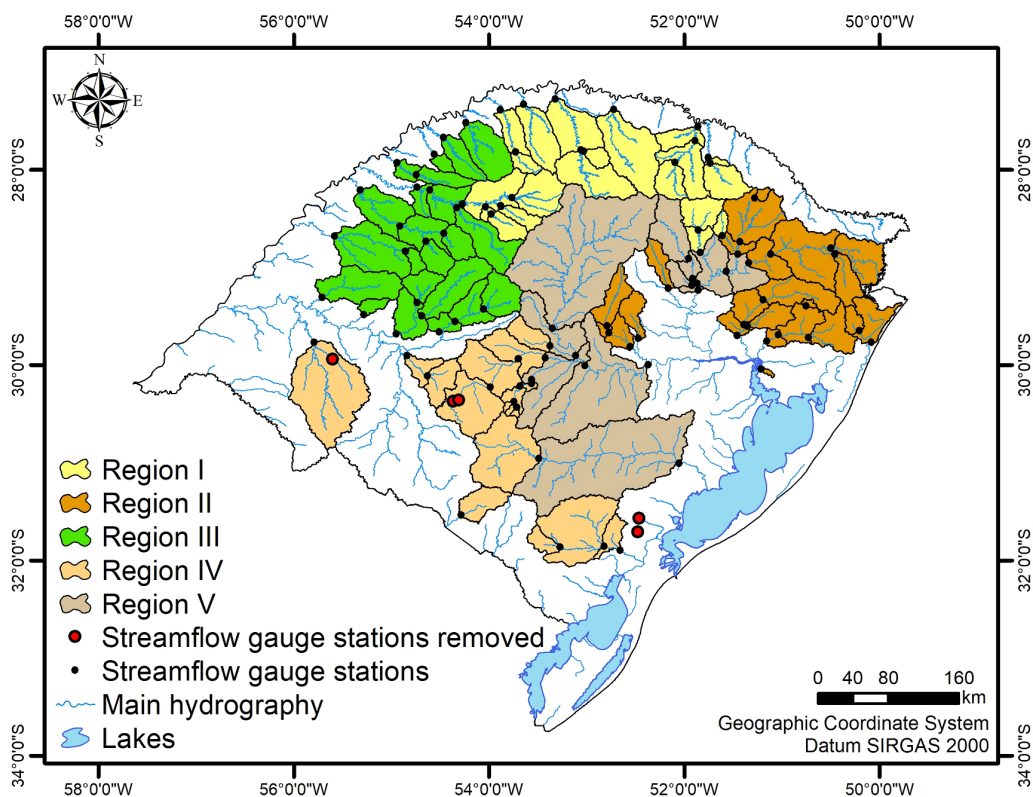 58°0'0"W 56°0'0"W 54°0'0"W 52°0'0"W 50°0'0"W
N
W E
S
28°0'0"S 28°0'0"S
30°0'0"S 30°0'0"S
32°0'0"S 32°0'0"S
34°0'0"S 34°0'0"S
Region I
Region II
Region III
Region IV
Region V
Streamflow gauge stations removed
Streamflow gauge stations
Main hydrography
Lakes
0 40 80 160
km
Geographic Coordinate System
Datum SIRGAS 2000
58°0'0"W 56°0'0"W 54°0'0"W 52°0'0"W 50°0'0"W